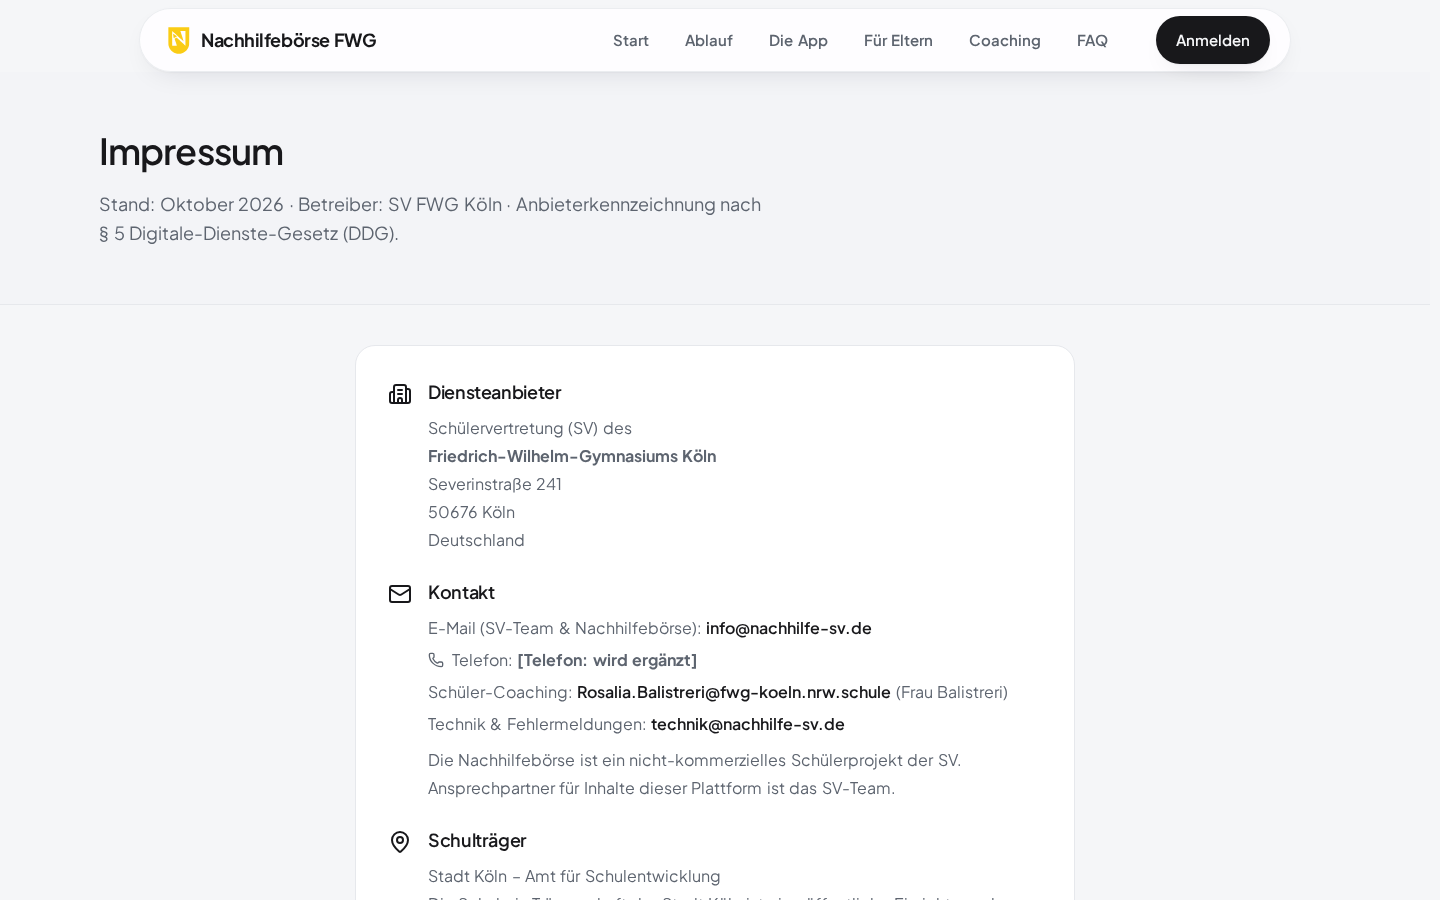 Nachhilfebörse FWG
Start
Ablauf
Die App
Für Eltern
Coaching
FAQ
Anmelden
Impressum
Stand: Oktober 2026 · Betreiber: SV FWG Köln · Anbieterkennzeichnung nach
§ 5 Digitale-Dienste-Gesetz (DDG).
Diensteanbieter
Schülervertretung (SV) des
Friedrich-Wilhelm-Gymnasiums Köln
Severinstraße 241
50676 Köln
Deutschland
Kontakt
E-Mail (SV-Team & Nachhilfebörse): info@nachhilfe-sv.de
Telefon: [Telefon: wird ergänzt]
Schüler-Coaching: Rosalia.Balistreri@fwg-koeln.nrw.schule (Frau Balistreri)
Technik & Fehlermeldungen: technik@nachhilfe-sv.de
Die Nachhilfebörse ist ein nicht-kommerzielles Schülerprojekt der SV.
Ansprechpartner für Inhalte dieser Plattform ist das SV-Team.
Schulträger
Stadt Köln – Amt für Schulentwicklung